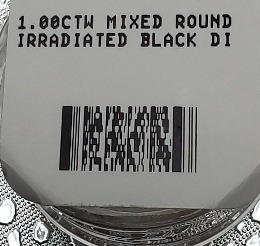 1.00CTW MIXED ROUND
IRRADIATED BLACK DI